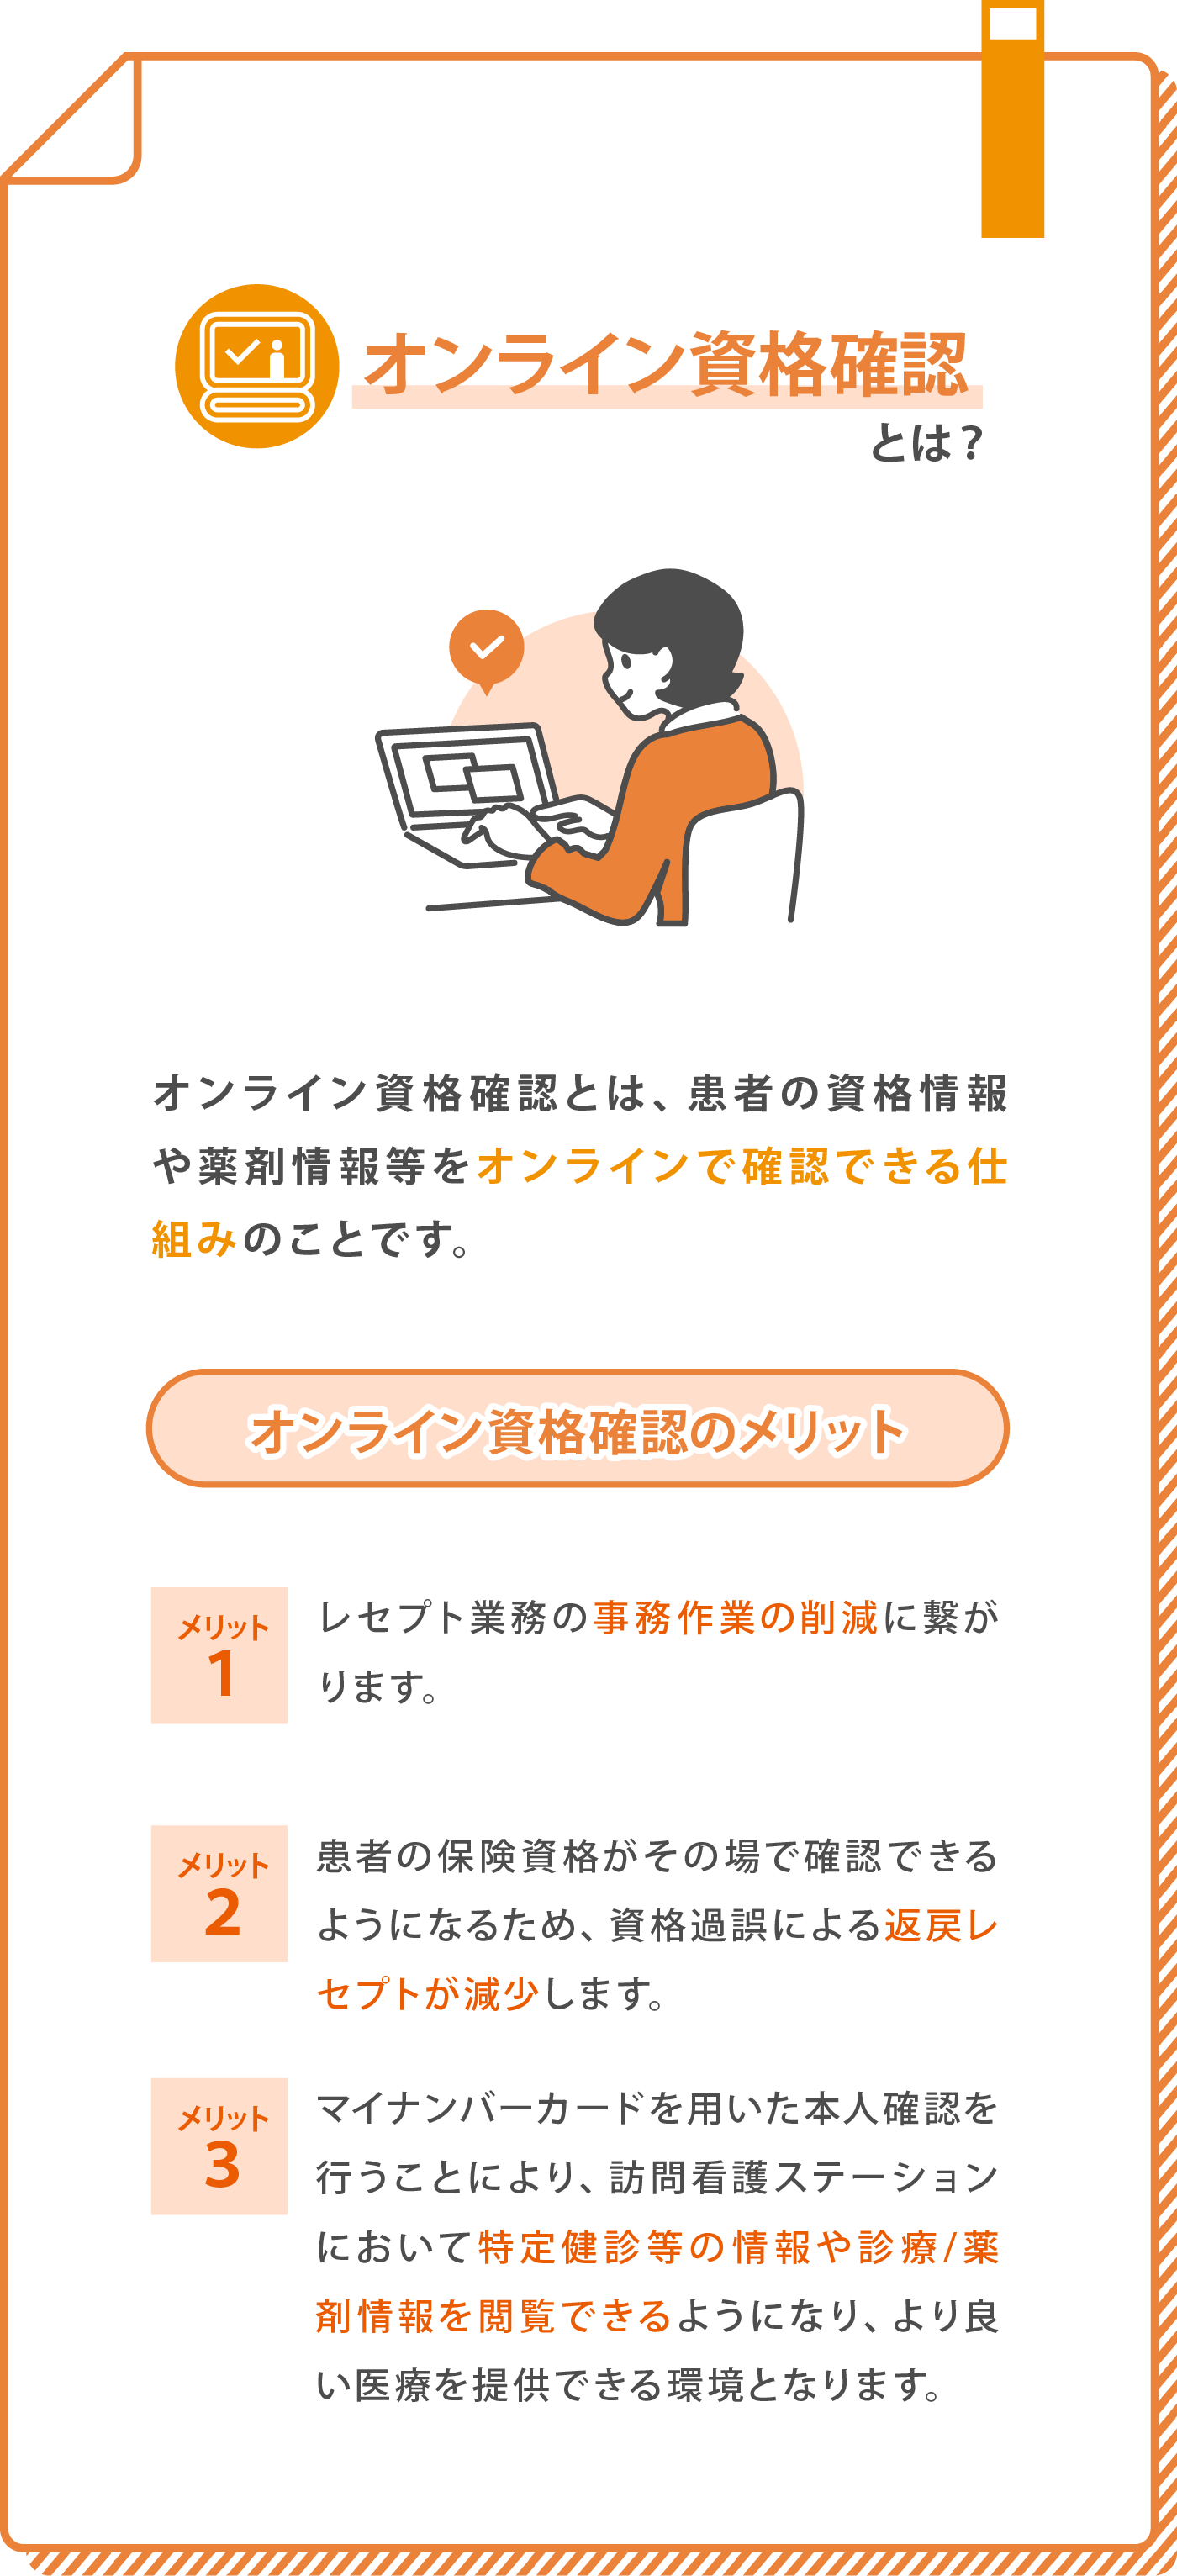 オンライン資格確認
とは？
オンライン資格確認とは、患者の資格情報
や薬剤情報等をオンラインで確認できる仕
組みのことです。
オンライン資格確認のメリット
メリット
1
レセプト業務の事務作業の削減に繋が
ります。
メリット
2
患者の保険資格がその場で確認できる
ようになるため、資格過誤による返戻レ
セプトが減少します。
メリット
3
マイナンバーカードを用いた本人確認を
行うことにより、訪問看護ステーション
において特定健診等の情報や診療/薬
剤情報を閲覧できるようになり、より良
い医療を提供できる環境となります。